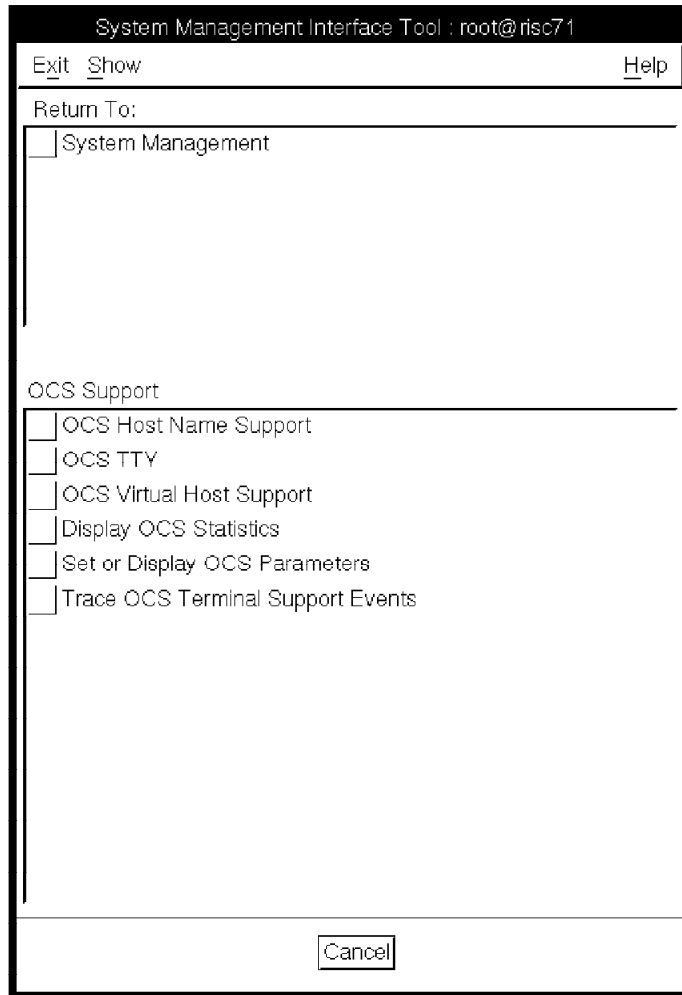 System Management Interface Tool : root@risc71
Exit Show Help
Return To:
System Management
OCS Support
OCS Host Name Support
OCS TTY
OCS Virtual Host Support
Display OCS Statistics
Set or Display OCS Parameters
Trace OCS Terminal Support Events
Cancel